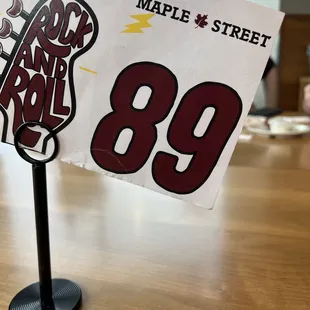 MAPLE STREET
ROCK
AND
ROLL
89